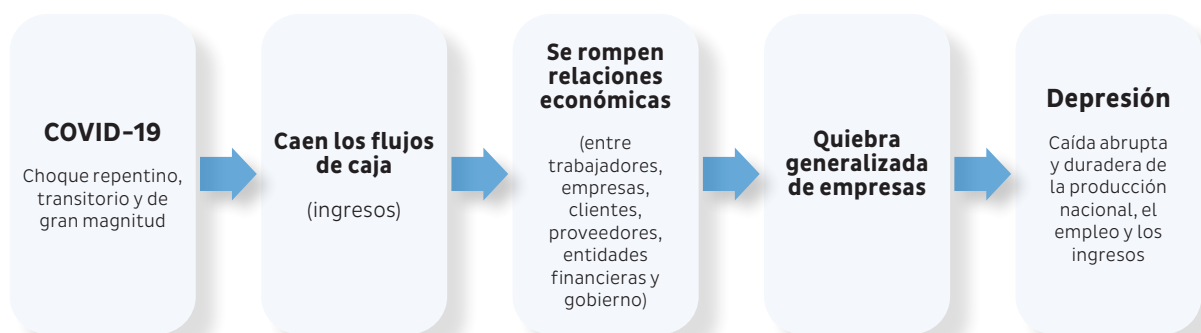 COVID-19
Choque repentino,
transitorio y de
gran magnitud
Caen los flujos
de caja
(ingresos)
Se rompen
relaciones
económicas
(entre
trabajadores,
empresas,
clientes,
proveedores,
entidades
financieras y
gobierno)
Quiebra
generalizada
de empresas
Depresión
Caída abrupta
y duradera de
la producción
nacional, el
empleo y los
ingresos